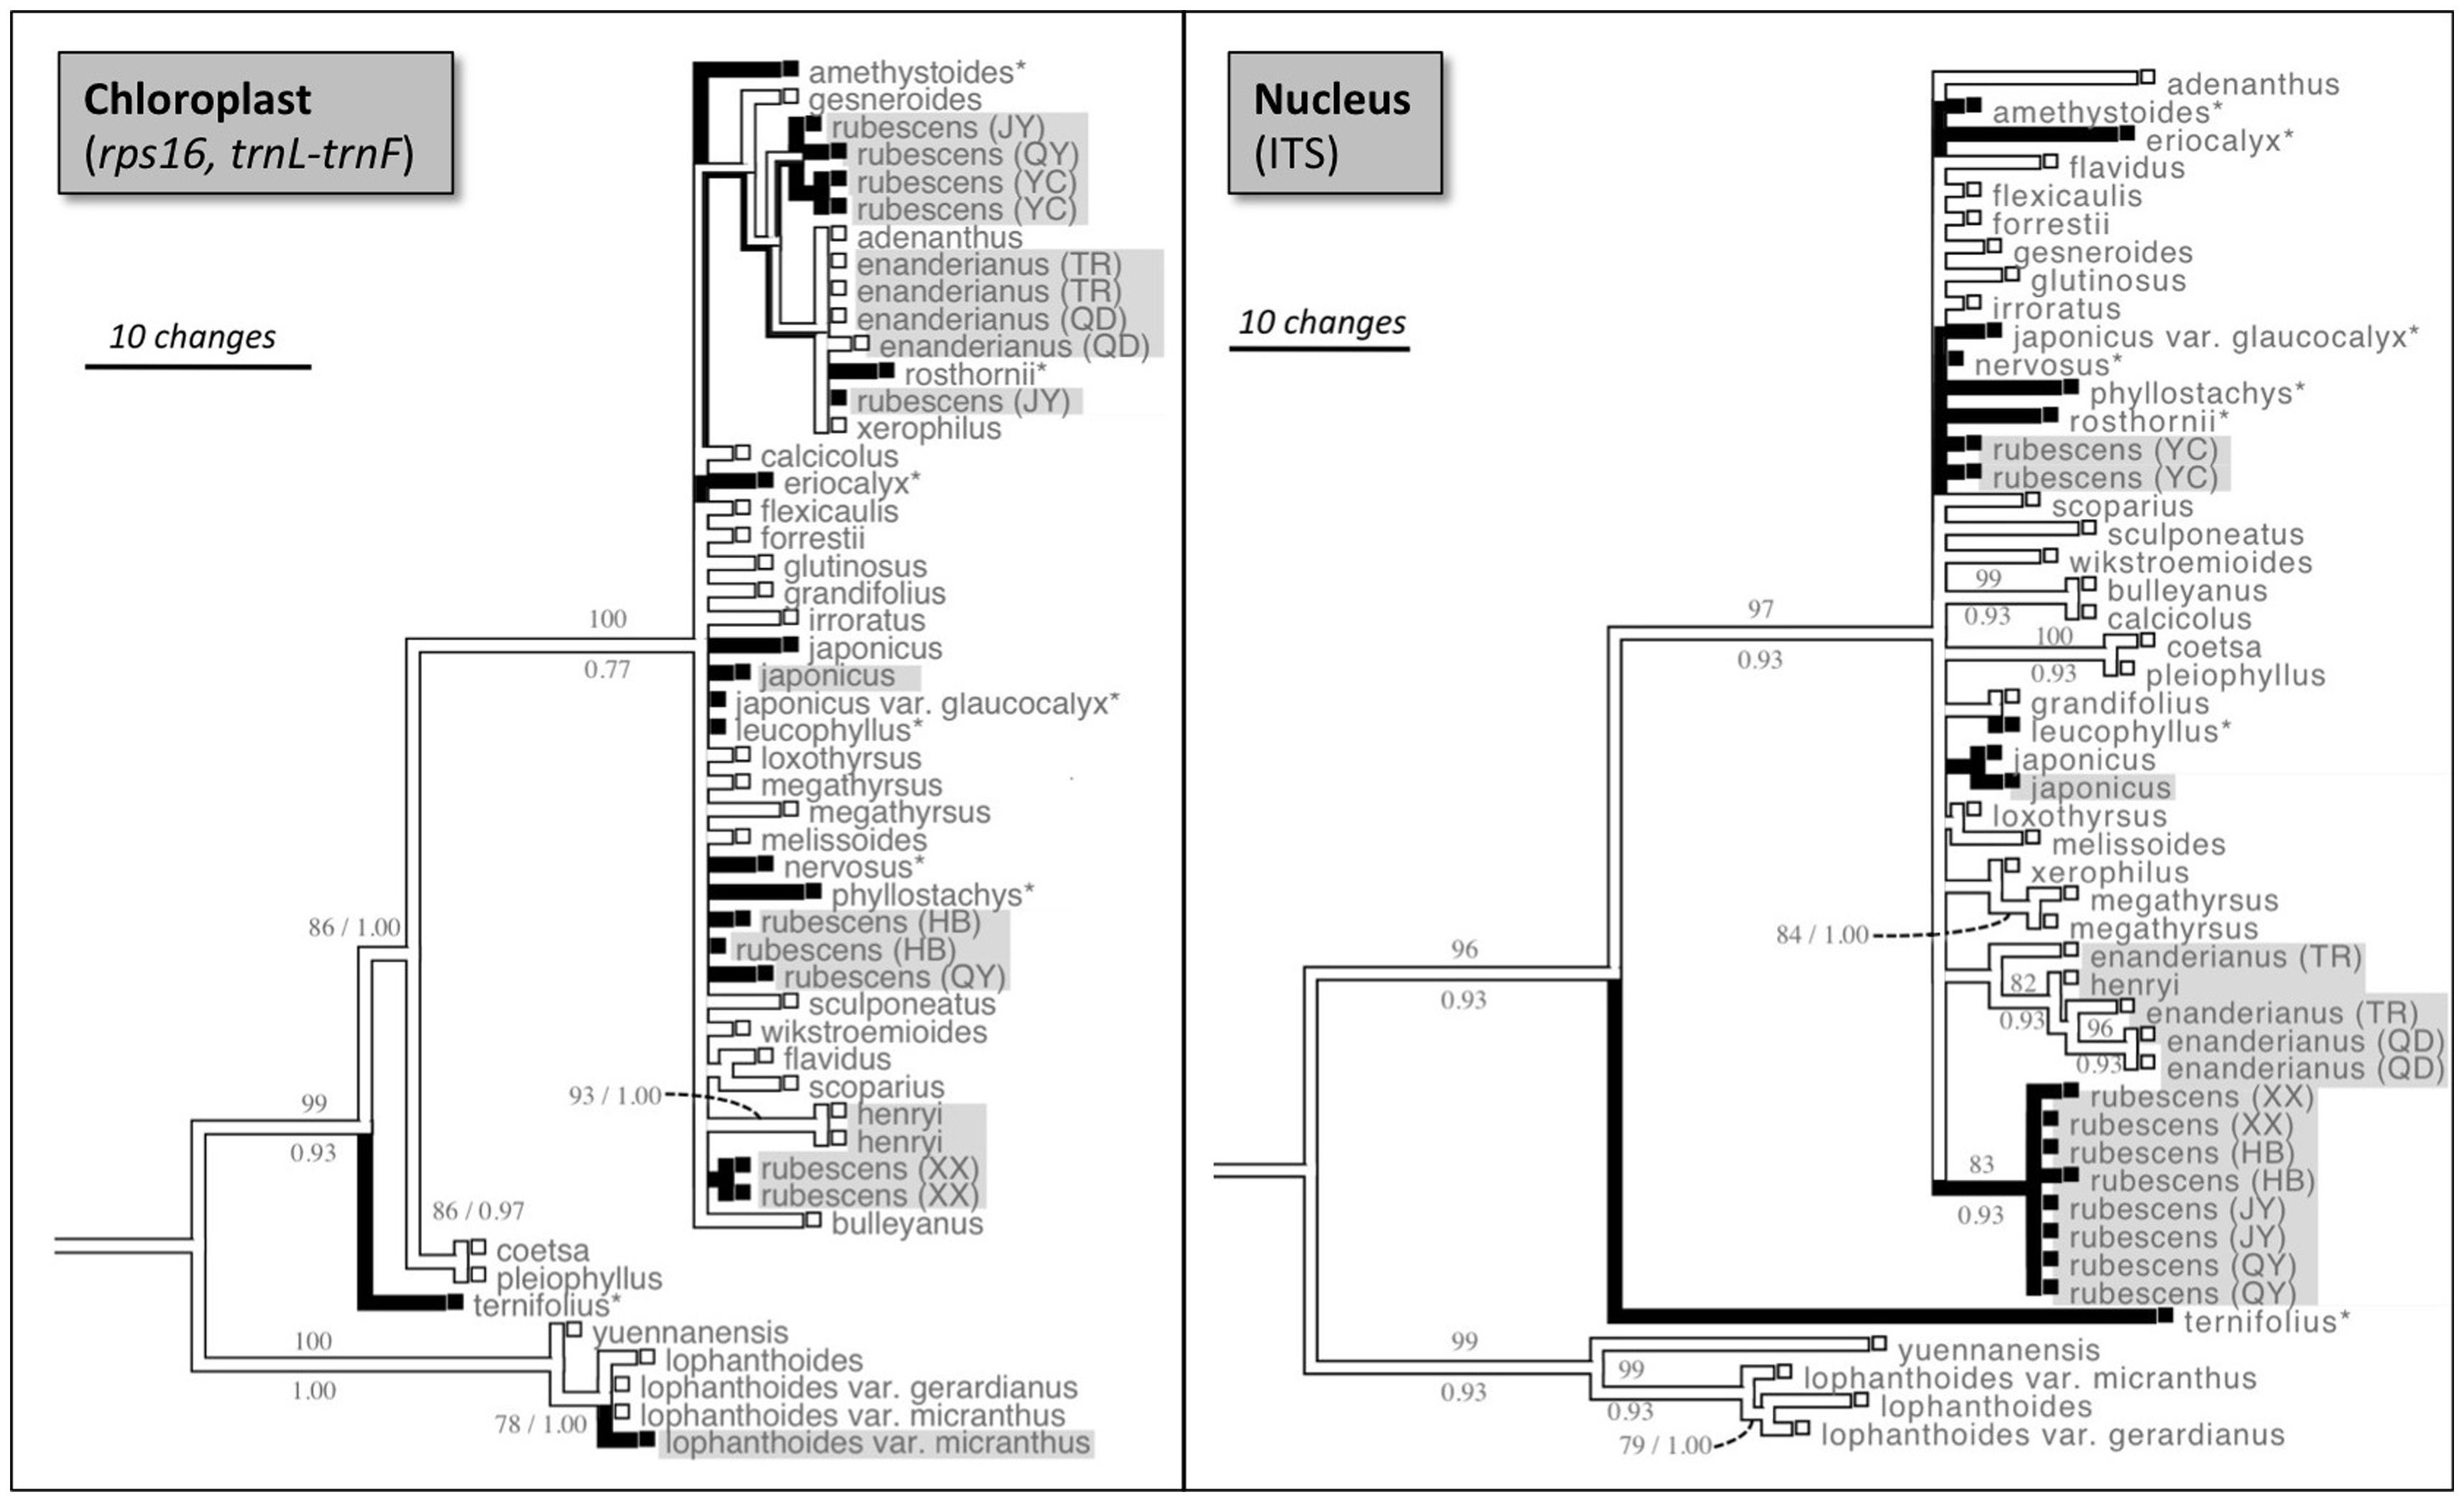 Chloroplast
(rps16, trnL-trnF)
10 changes
amethystoides*
gesneroides
rubescens (JY)
rubescens (QY)
rubescens (YC)
rubescens (YC)
adenanthus
enanderianus (TR)
enanderianus (TR)
enanderianus (QD)
enanderianus (QD)
rosthornii*
rubescens (JY)
xerophilus
calcicolus
eriocalyx*
flexicaulis
forrestii
glutinosus
grandifolius
irroratus
100
japonicus
0.77
japonicus
japonicus var. glaucocalyx*
leucophyllus*
loxothyrsus
megathyrsus
megathyrsus
melissoides
nervosus*
phyllostachys*
rubescens (HB)
86 / 1.00
rubescens (HB)
rubescens (QY)
sculponeatus
wikstroemioides
flavidus
scoparius
93 / 1.00
99
henryi
0.93
henryi
rubescens (XX)
rubescens (XX)
86 / 0.97
bulleyanus
coetsa
pleiophyllus
ternifolius*
100
yuennanensis
1.00
lophanthoides
lophanthoides var. gerardianus
78 / 1.00
lophanthoides var. micranthus
lophanthoides var. micranthus
Nucleus
(ITS)
10 changes
adenanthus
amethystoides*
eriocalyx*
flavidus
flexicaulis
forrestii
gesneroides
glutinosus
irroratus
japonicus var. glaucocalyx*
nervosus*
phyllostachys*
rosthornii*
rubescens (YC)
rubescens (YC)
scoparius
sculponeatus
wikstroemioides
99
bulleyanus
0.93
calcicolus
97
100
coetsa
0.93
0.93
pleiophyllus
grandifolius
leucophyllus*
japonicus
japonicus
loxothyrsus
melissoides
xerophilus
megathyrsus
84 / 1.00
megathyrsus
96
enanderianus (TR)
82
henryi
0.93
0.93
enanderianus (TR)
96
enanderianus (QD)
0.93
enanderianus (QD)
rubescens (XX)
rubescens (XX)
rubescens (HB)
83
rubescens (HB)
0.93
rubescens (JY)
rubescens (JY)
rubescens (QY)
rubescens (QY)
ternifolius*
99
yuennanensis
99
lophanthoides var. micranthus
0.93
0.93
lophanthoides
79 / 1.00
lophanthoides var. gerardianus